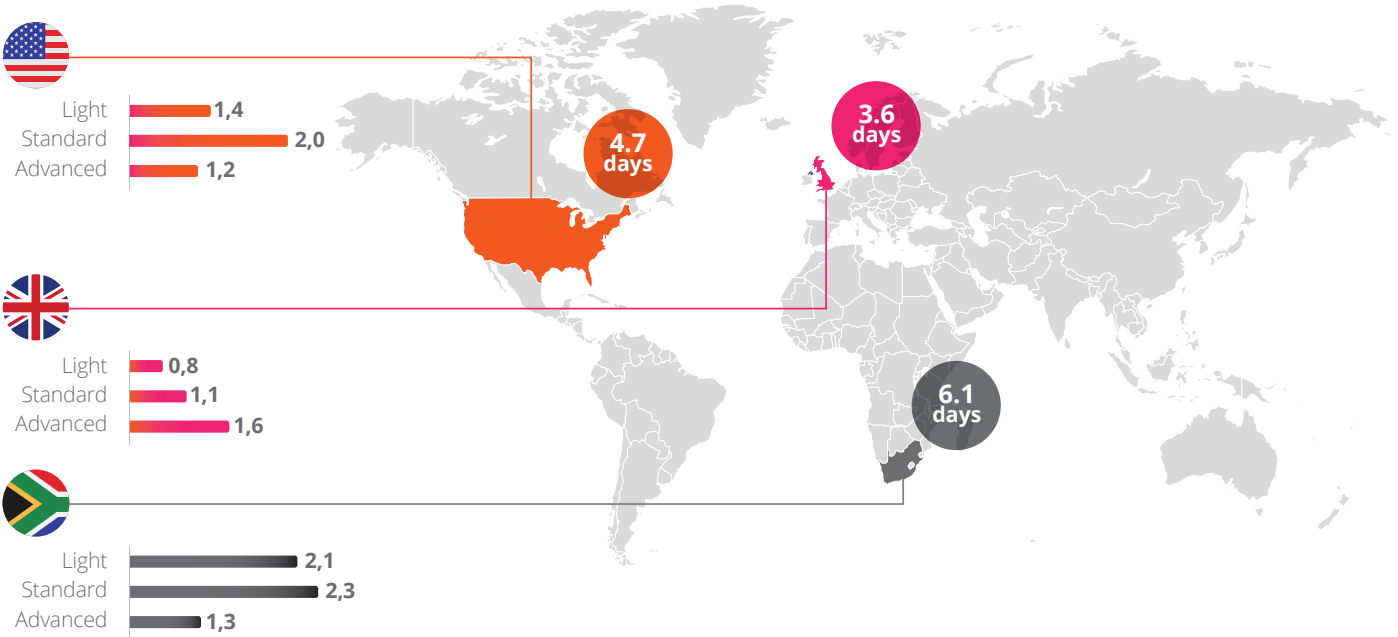 Light 1,4
Standard 2,0
Advanced 1,2
4.7
days
3.6
days
Light 0,8
Standard 1,1
Advanced 1,6
6.1
days
Light 2,1
Standard 2,3
Advanced 1,3